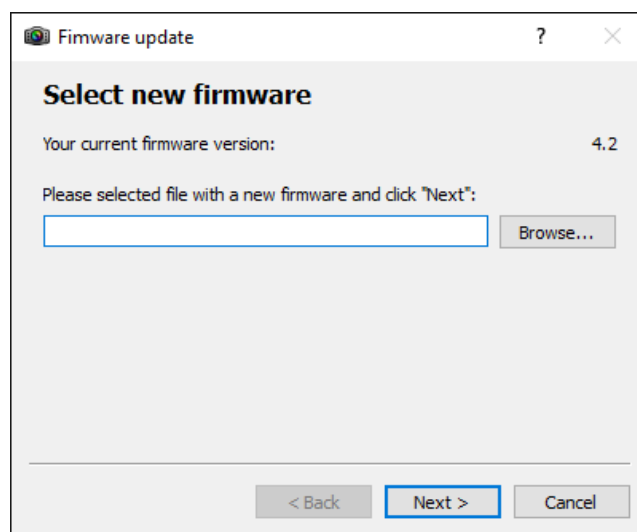 Fimware update
?
Select new firmware
Your current firmware version: 4.2
Please selected file with a new firmware and click "Next":
Browse...
< Back Next > Cancel